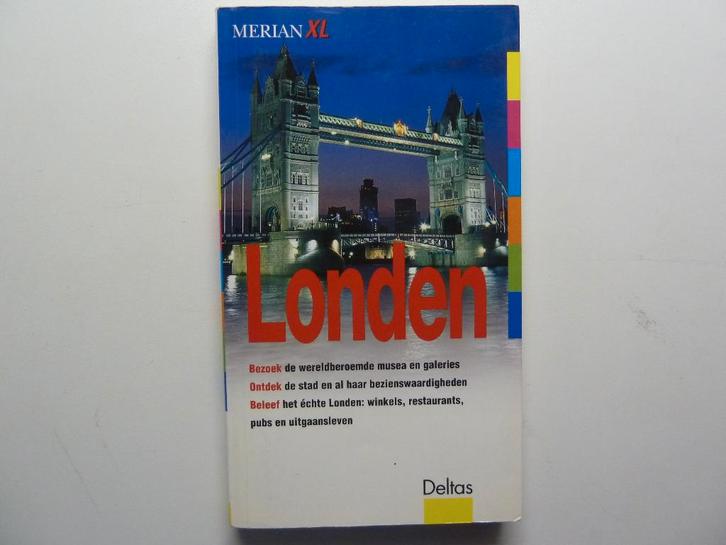 MERIAN XL
Londen
Bezoek de wereldberoemde musea en galeries
Ontdek de stad en al haar bezienswaardigheden
Beleef het échte Londen: winkels, restaurants,
pubs en uitgaansleven
Deltas